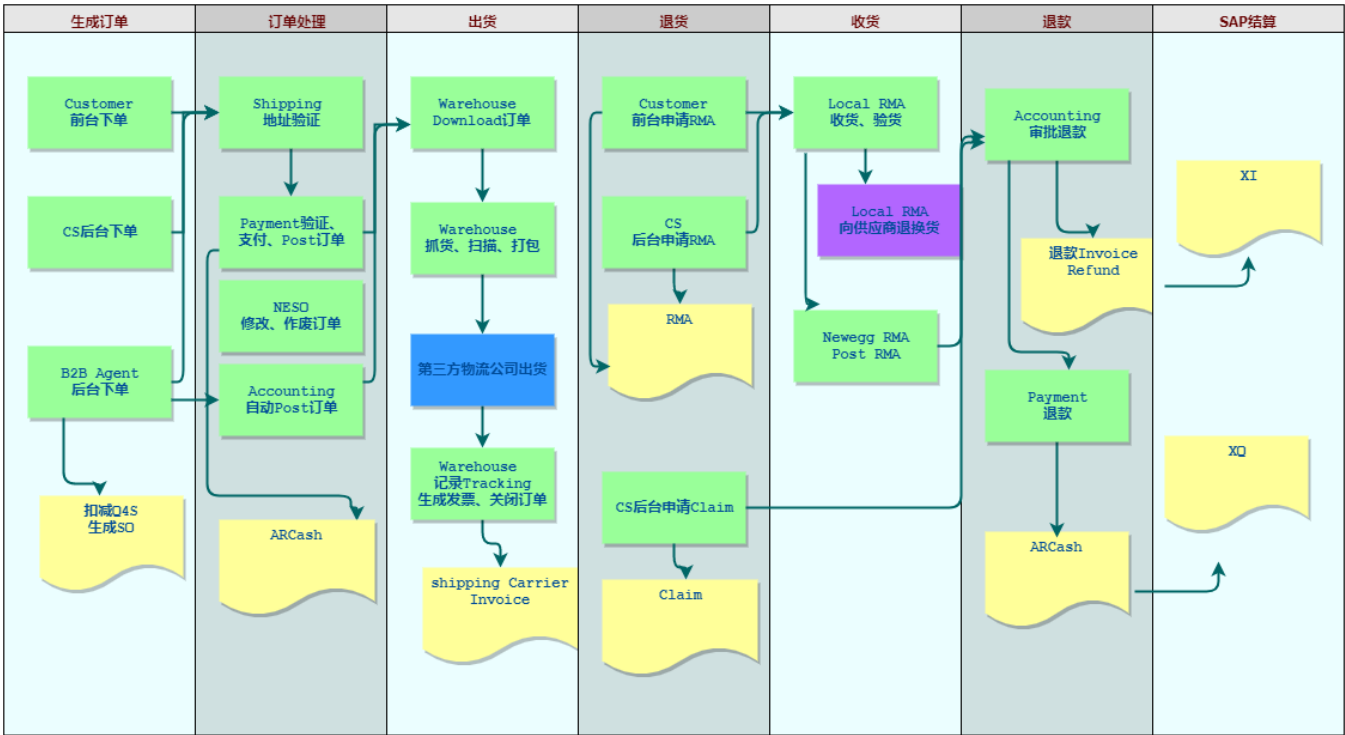 生成订单
订单处理
出货
退货
收货
退款
SAP结算
Customer
前台下单
CS后台下单
B2B Agent
后台下单
扣减Q4S
生成SO
Shipping
地址验证
Payment验证、
支付、Post订单
NESO
修改、作废订单
Accounting
自动Post订单
ARCash
Warehouse
Download订单
Warehouse
抓货、扫描、打包
第三方物流公司出货
Warehouse
记录Tracking
生成发票、关闭订单
shipping Carrier
Invoice
Customer
前台申请RMA
CS
后台申请RMA
RMA
CS后台申请Claim
Claim
Local RMA
收货、验货
Local RMA
向供应商退换货
Newegg RMA
Post RMA
Accounting
审批退款
退款Invoice
Refund
Payment
退款
ARCash
XI
XQ